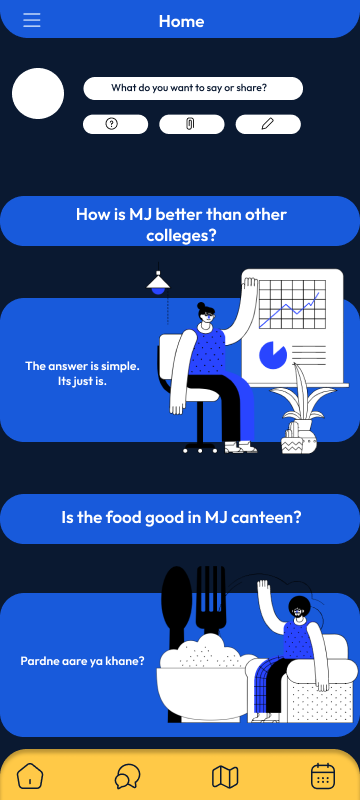 Home
What do you want to say or share?
How is MJ better than other
colleges?
The answer is simple.
Its just is.
Is the food good in MJ canteen?
Pardne aare ya khane?